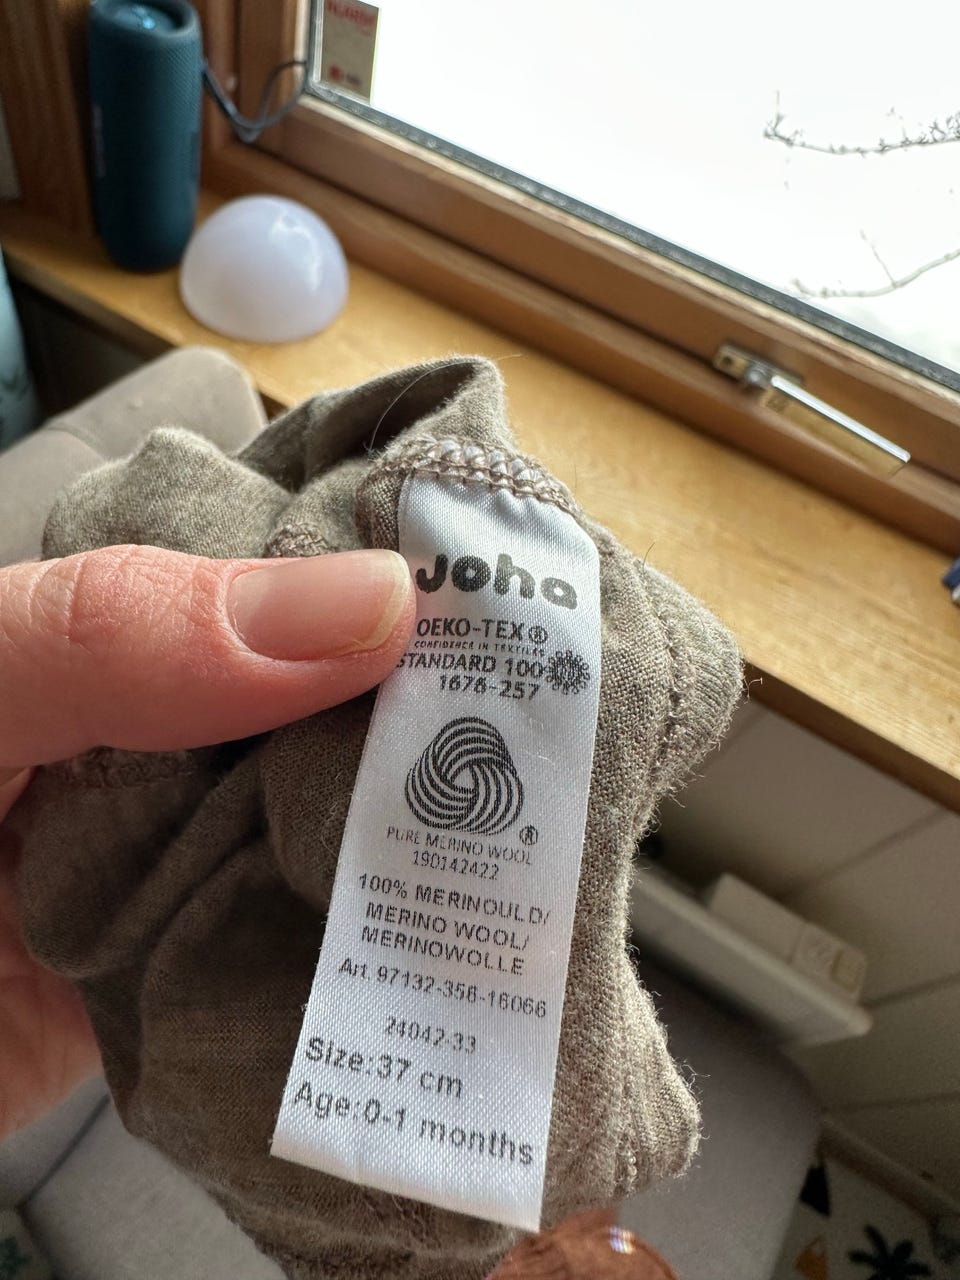 Joha
OEKO-TEX®
CONFIDENCE IN TEXTILES
STANDARD 100
1676-257
PURE MERINO WOOL
190142422
100% MERINOULD/
MERINO WOOL/
MERINOWOLLE
Art. 97132-356-16066
24042-33
Size:37 cm
Age:0-1 months